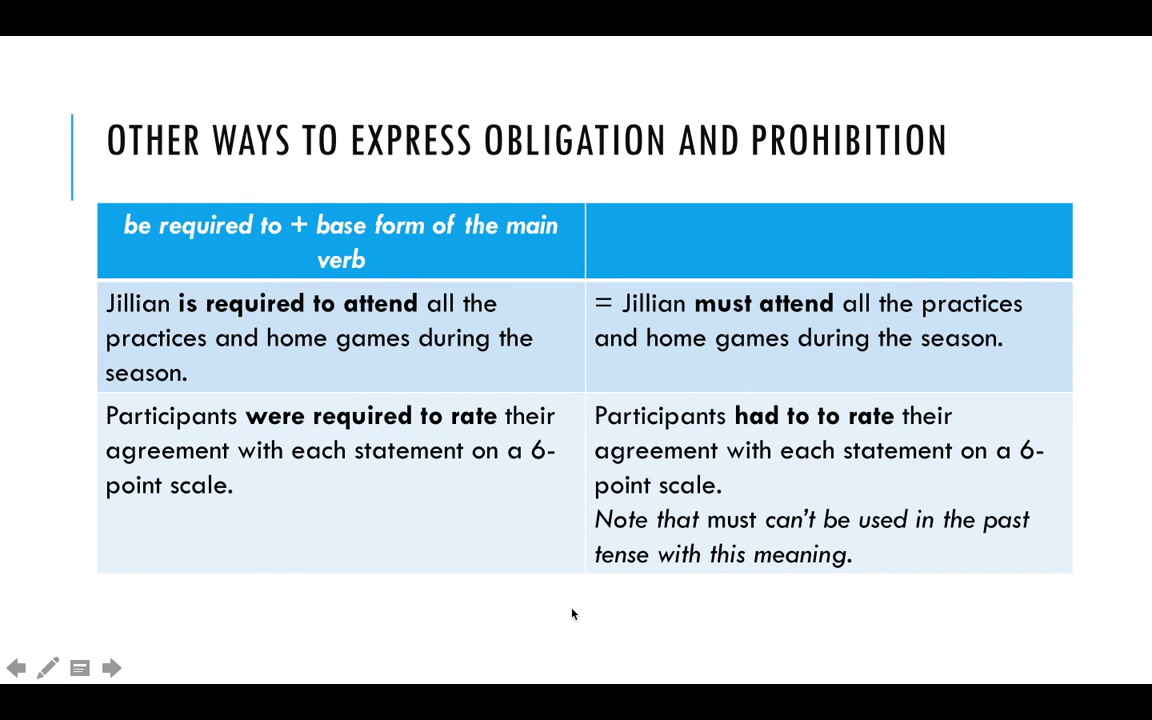 OTHER WAYS TO EXPRESS OBLIGATION AND PROHIBITION
be required to + base form of the main
verb
Jillian is required to attend all the
practices and home games during the
season.
= Jillian must attend all the practices
and home games during the season.
Participants were required to rate their
agreement with each statement on a 6-
point scale.
Participants had to to rate their
agreement with each statement on a 6-
point scale.
Note that must can't be used in the past
tense with this meaning.